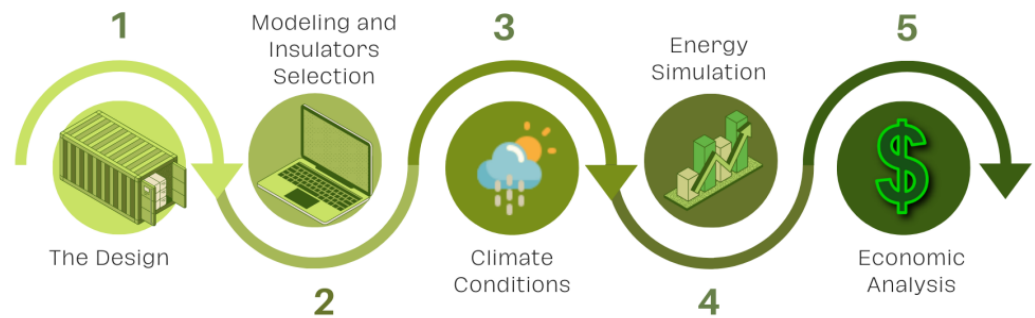 1
The Design
Modeling and
Insulators
Selection
2
3
Climate
Conditions
Energy
Simulation
4
5
$
Economic
Analysis